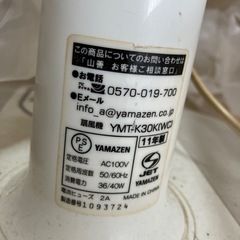 この商品についてのお問い合わせは
「山善 お客様ご相談窓口」
●お電話
0570-019-700
●Eメール
info_a@yamazen.co.jp
扇風機 YMT-K30K(WC)
11年製
PSE YAMAZEN
定格電圧 AC100V
定格周波数 50/60Hz
消費電力 36/40W
電流ヒューズ 2A
S JET
YAMAZEN
MADE IN CHINA
製造番号 1093724